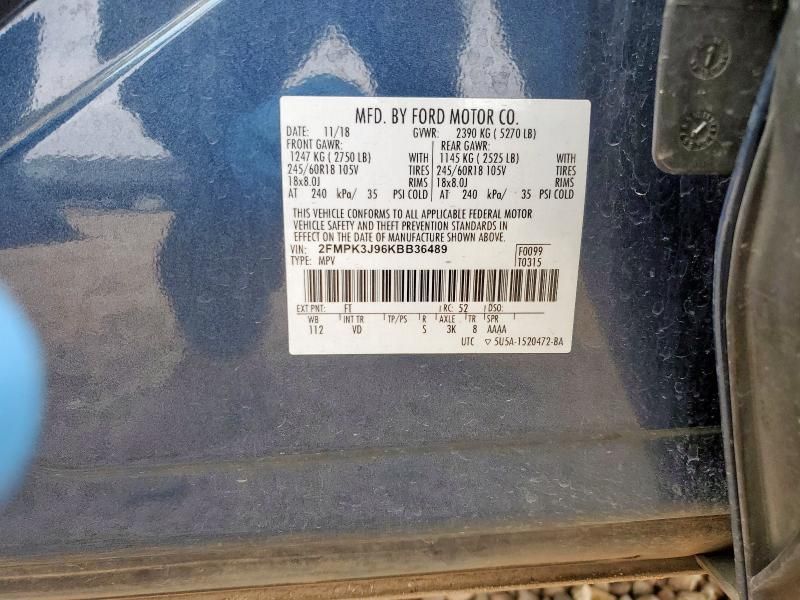 MFD. BY FORD MOTOR CO.
DATE: 11/18 GVWR: 2390 KG ( 5270 LB)
FRONT GAWR: REAR GAWR:
1247 KG ( 2750 LB) WITH 1145 KG ( 2525 LB) WITH
245/60R18 105V TIRES 245/60R18 105V TIRES
18x8.0J RIMS 18x8.0J RIMS
AT 240 kPa/ 35 PSI COLD AT 240 kPa/ 35 PSI COLD
THIS VEHICLE CONFORMS TO ALL APPLICABLE FEDERAL MOTOR
VEHICLE SAFETY AND THEFT PREVENTION STANDARDS IN
EFFECT ON THE DATE OF MANUFACTURE SHOWN ABOVE.
VIN: 2FMPK3J96KBB36489 F0099
TYPE: MPV T0315
EXT PNT: FT RC: 52 DSO:
WB INT TR TP/PS R AXLE TR SPR
112 VD S 3K 8 AAAA
UTC ▽ 5U5A-1520472-BA